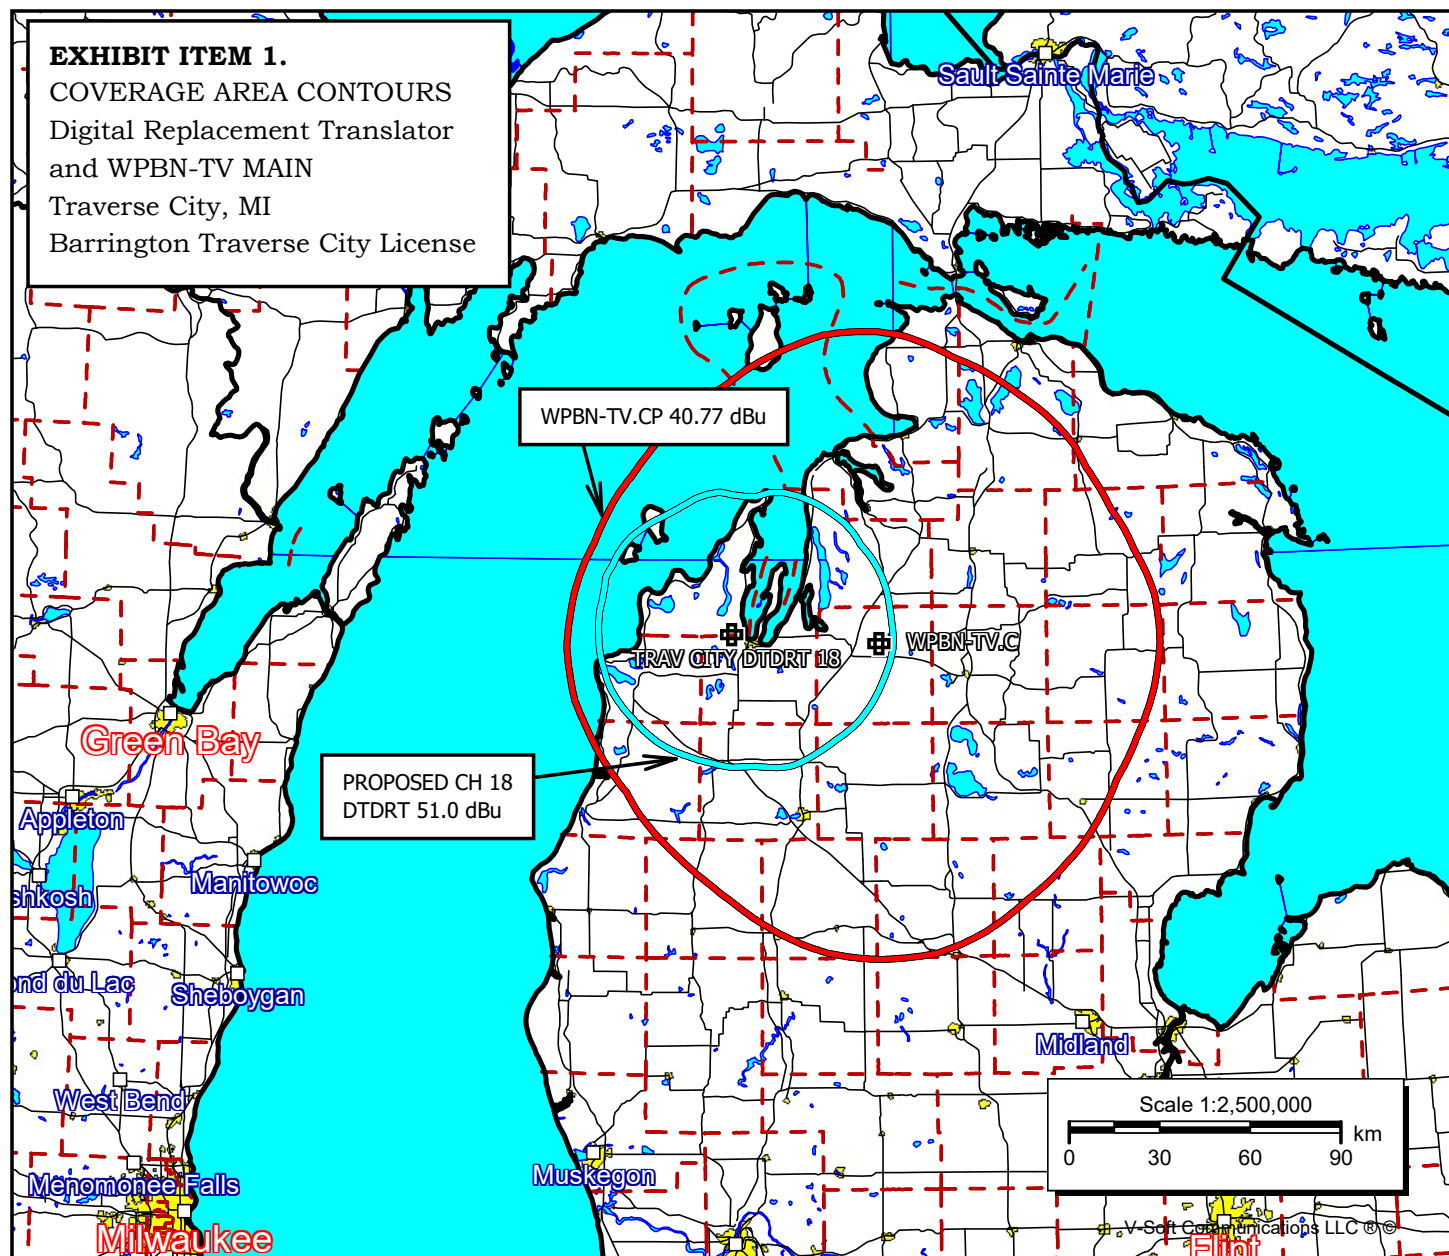 EXHIBIT ITEM 1.
COVERAGE AREA CONTOURS
Digital Replacement Translator
and WPBN-TV MAIN
Traverse City, MI
Barrington Traverse City License
Sault Sainte Marie
WPBN-TV.CP 40.77 dBu
TRAV CITY DTDRT 18
WPBN-TV.C
Green Bay
PROPOSED CH 18
DTDRT 51.0 dBu
Appleton
shkosh
Manitowoc
ond du Lac
Sheboygan
Midland
West Bend
Scale 1:2,500,000
km
0 30 60 90
Muskegon
Menomonee Falls
Milwaukee
V-Soft Communications LLC ® ©
Flint